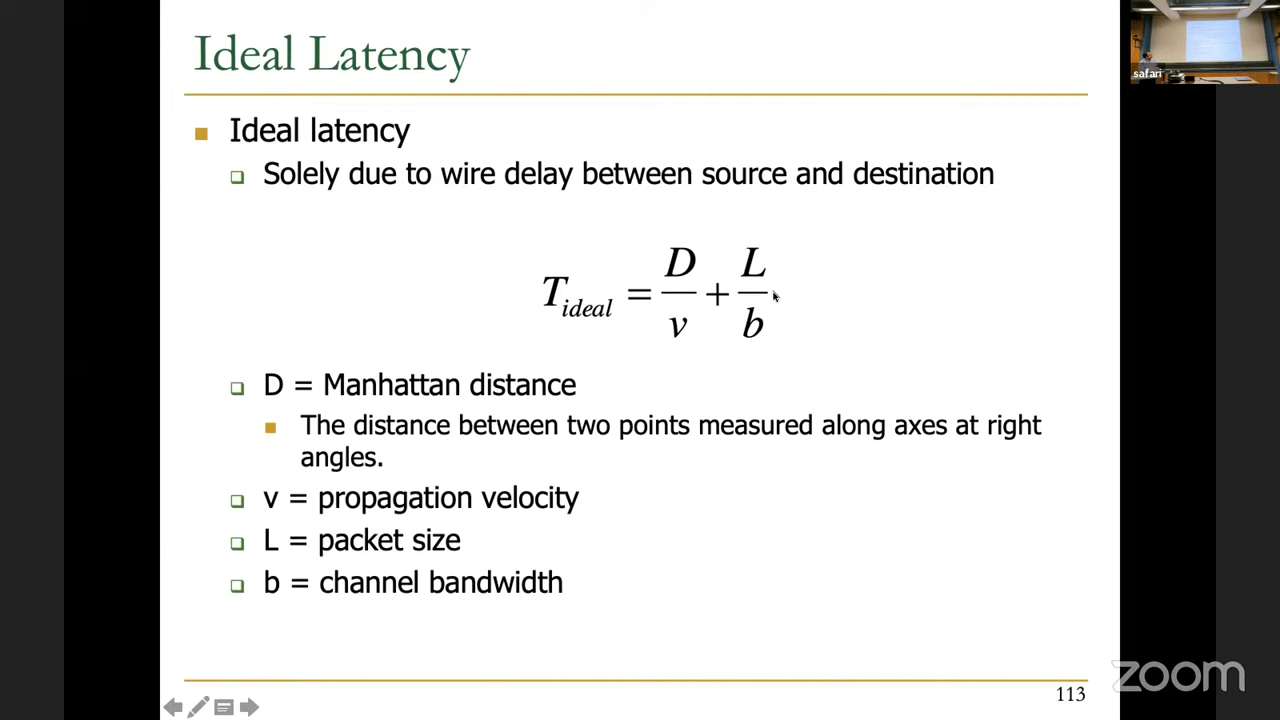 Ideal Latency
Ideal latency
Solely due to wire delay between source and destination
T_ideal = D/v + L/b
D = Manhattan distance
The distance between two points measured along axes at right
angles.
v = propagation velocity
L = packet size
b = channel bandwidth
113
safari
zoom